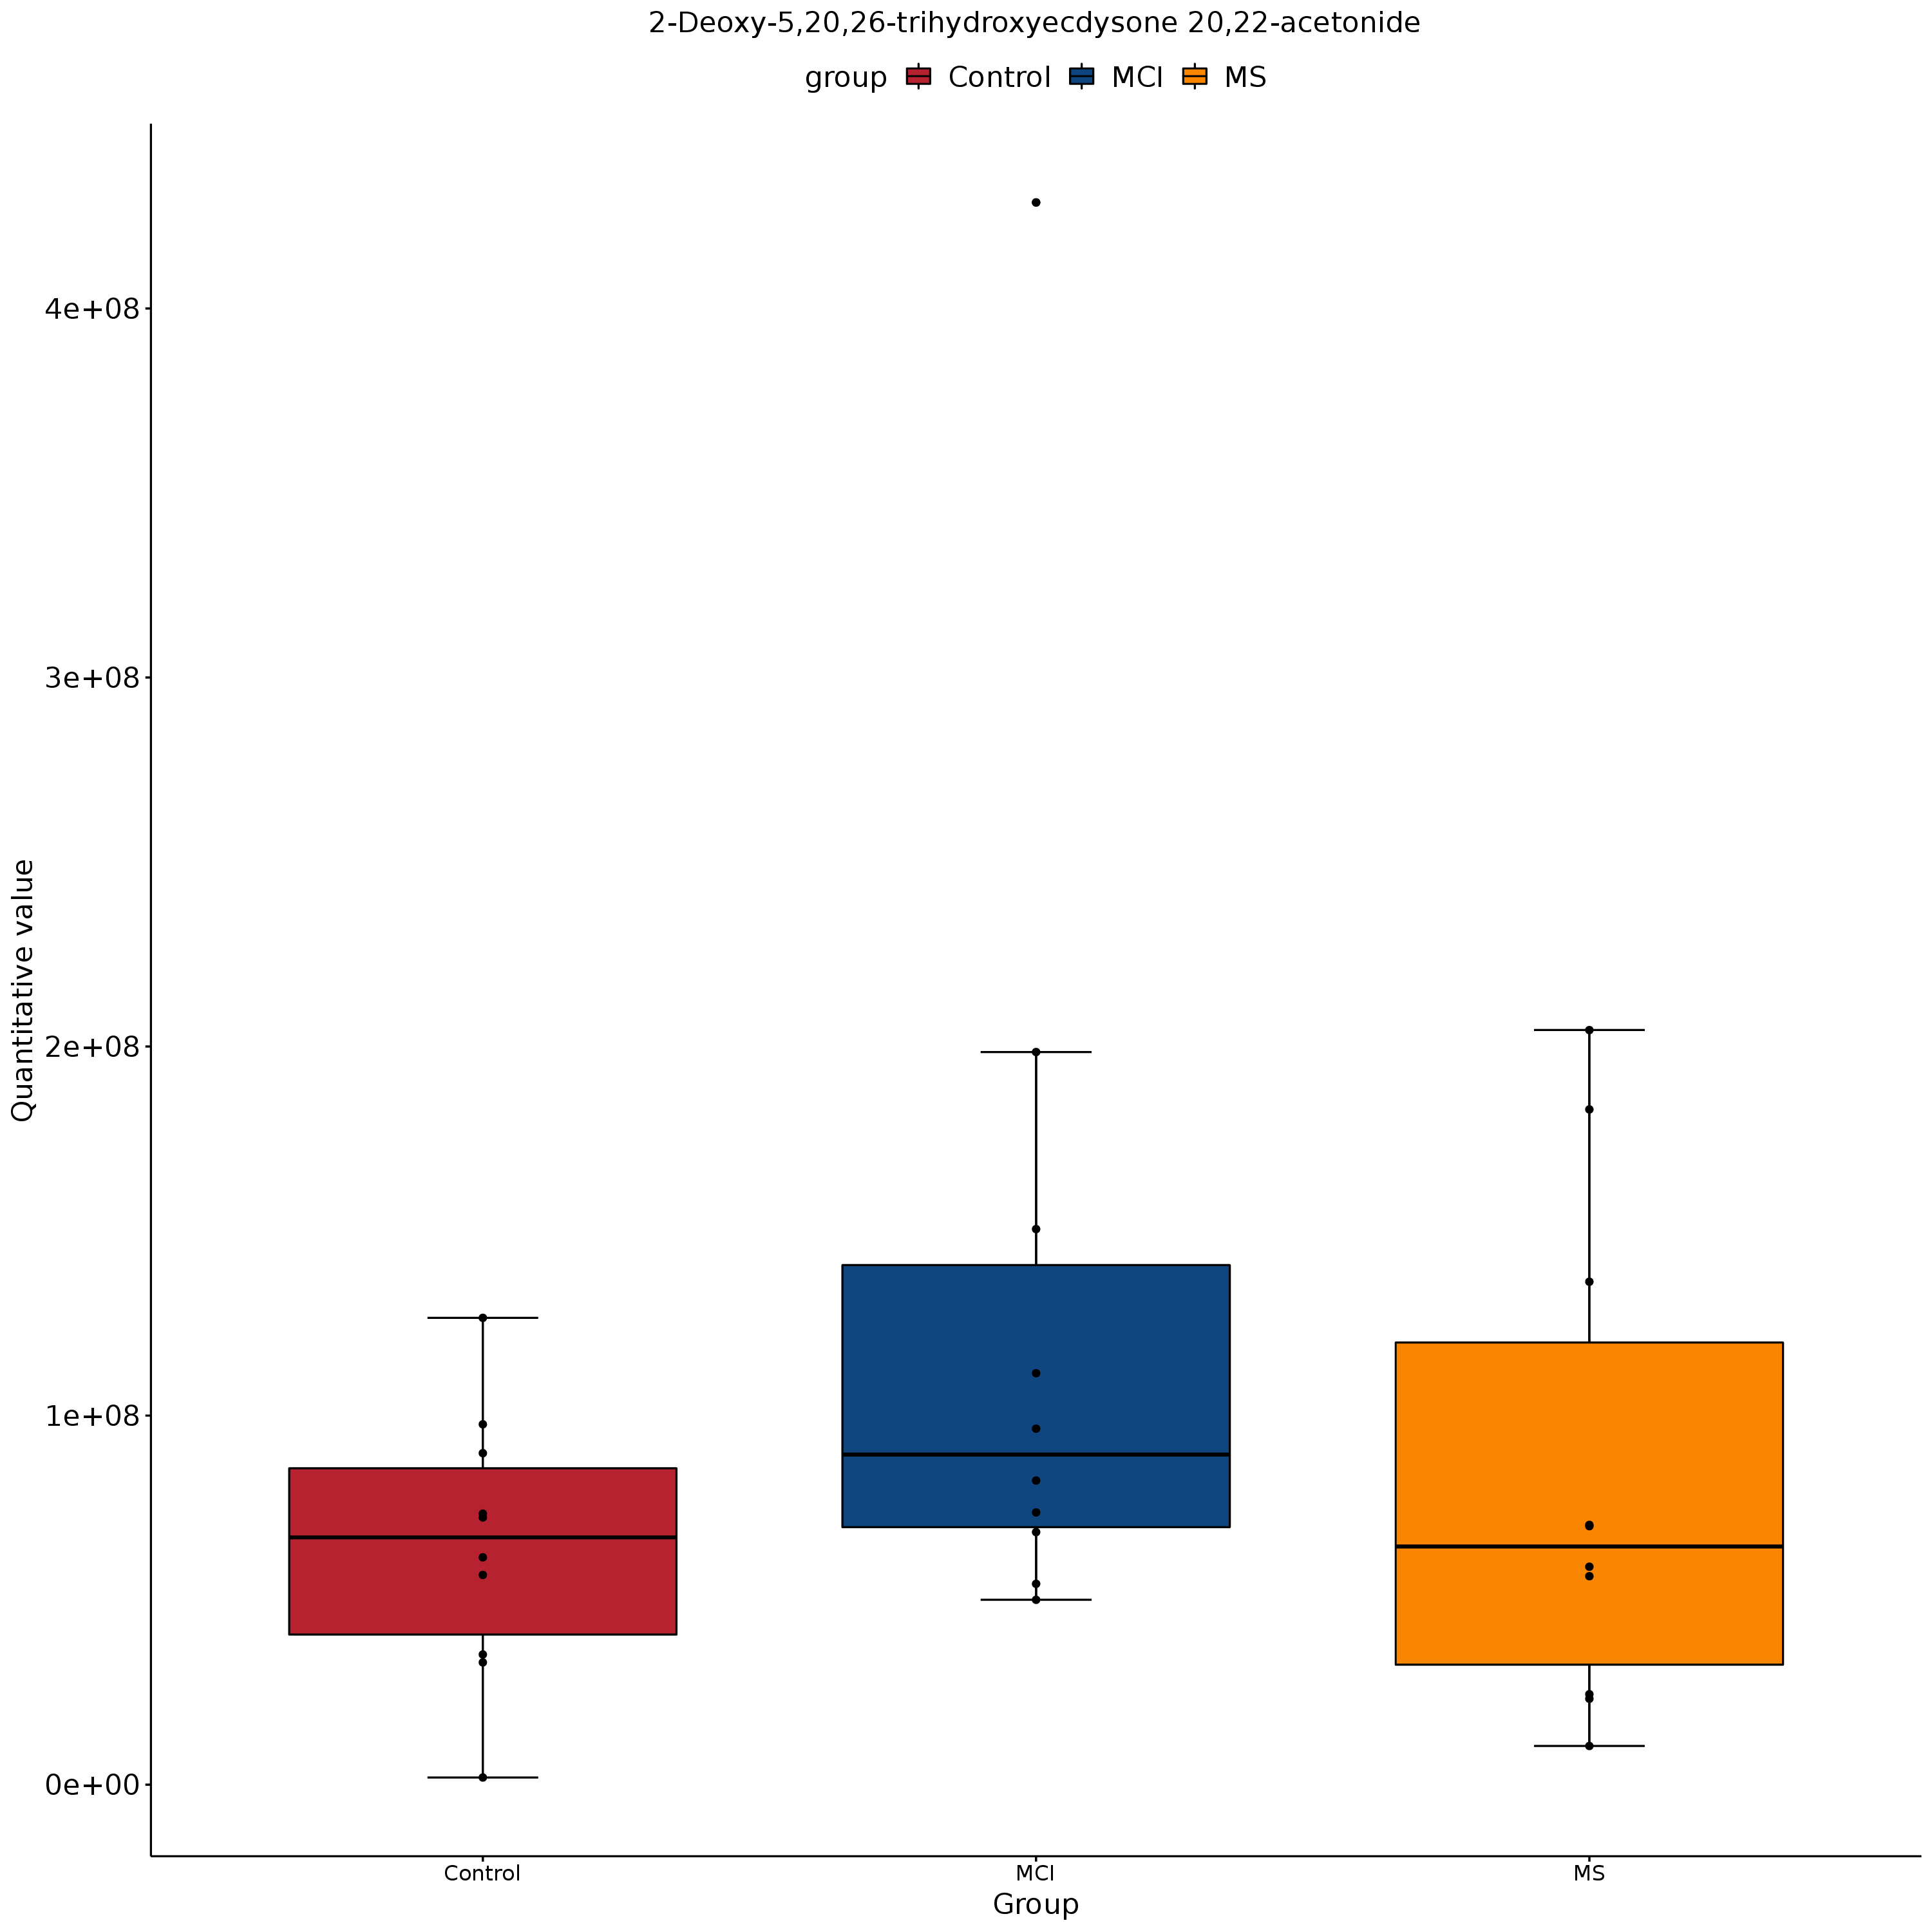 2-Deoxy-5,20,26-trihydroxyecdysone 20,22-acetonide
group Control MCI MS
4e+08
3e+08
2e+08
1e+08
0e+00
Quantitative value
Control MCI MS
Group